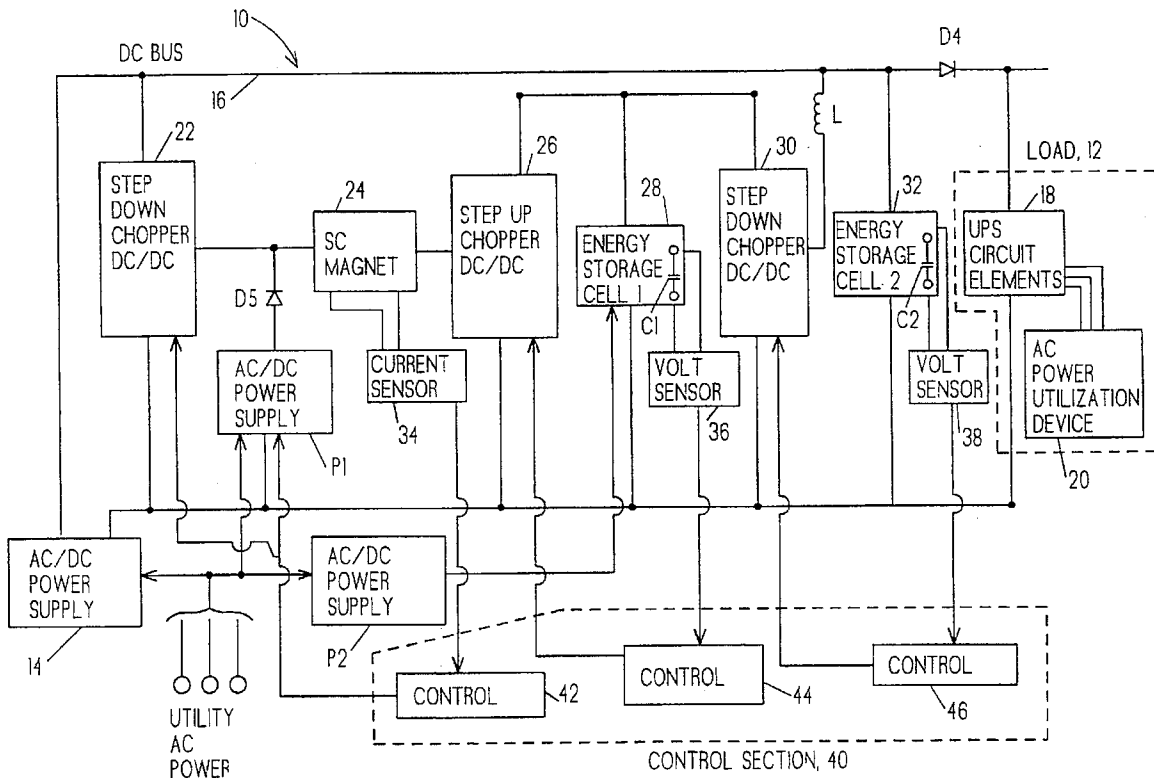 10
DC BUS
16
D4
22
STEP
DOWN
CHOPPER
DC/DC
24
SC
MAGNET
D5
AC/DC
POWER
SUPPLY
P1
CURRENT
SENSOR
34
26
STEP UP
CHOPPER
DC/DC
28
ENERGY
STORAGE
CELL 1
C1
VOLT
SENSOR
36
30
STEP
DOWN
CHOPPER
DC/DC
L
32
ENERGY
STORAGE
CELL 2
C2
VOLT
SENSOR
38
LOAD, 12
18
UPS
CIRCUIT
ELEMENTS
AC
POWER
UTILIZATION
DEVICE
20
AC/DC
POWER
SUPPLY
14
UTILITY
AC
POWER
AC/DC
POWER
SUPPLY
P2
CONTROL
42
CONTROL
44
CONTROL
46
CONTROL SECTION, 40